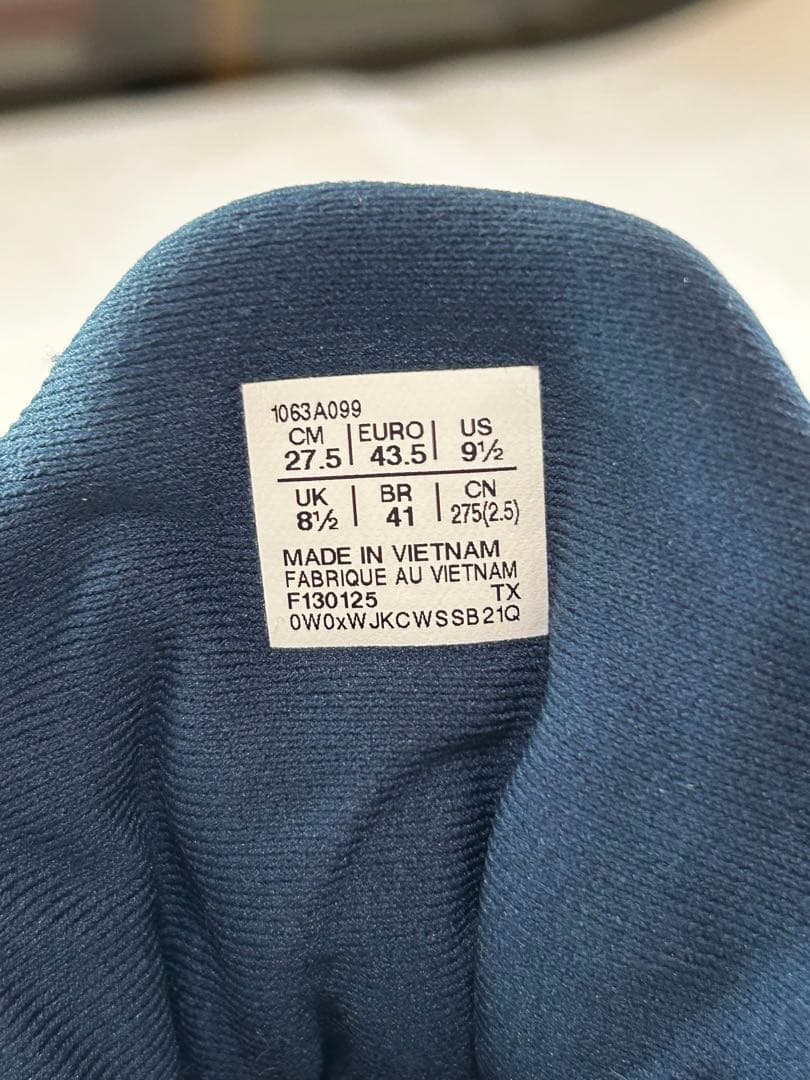 1063A099
CM | EURO | US
27.5 | 43.5 | 9½
UK | BR | CN
8½ | 41 | 275(2.5)
MADE IN VIETNAM
FABRIQUE AU VIETNAM
F130125 TX
0W0xWJKCWSSB21Q